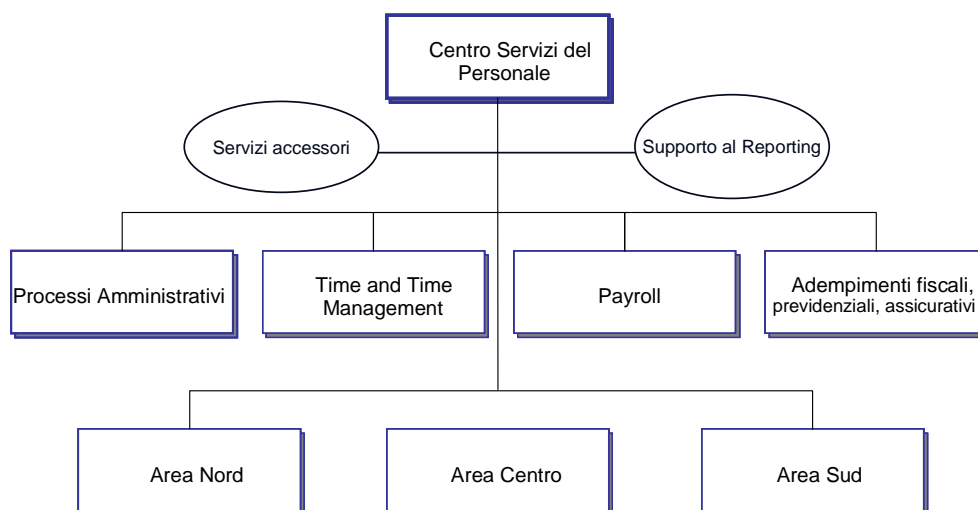 Centro Servizi del
Personale
Servizi accessori
Supporto al Reporting
Processi Amministrativi
Time and Time
Management
Payroll
Adempimenti fiscali,
previdenziali, assicurativi
Area Nord
Area Centro
Area Sud